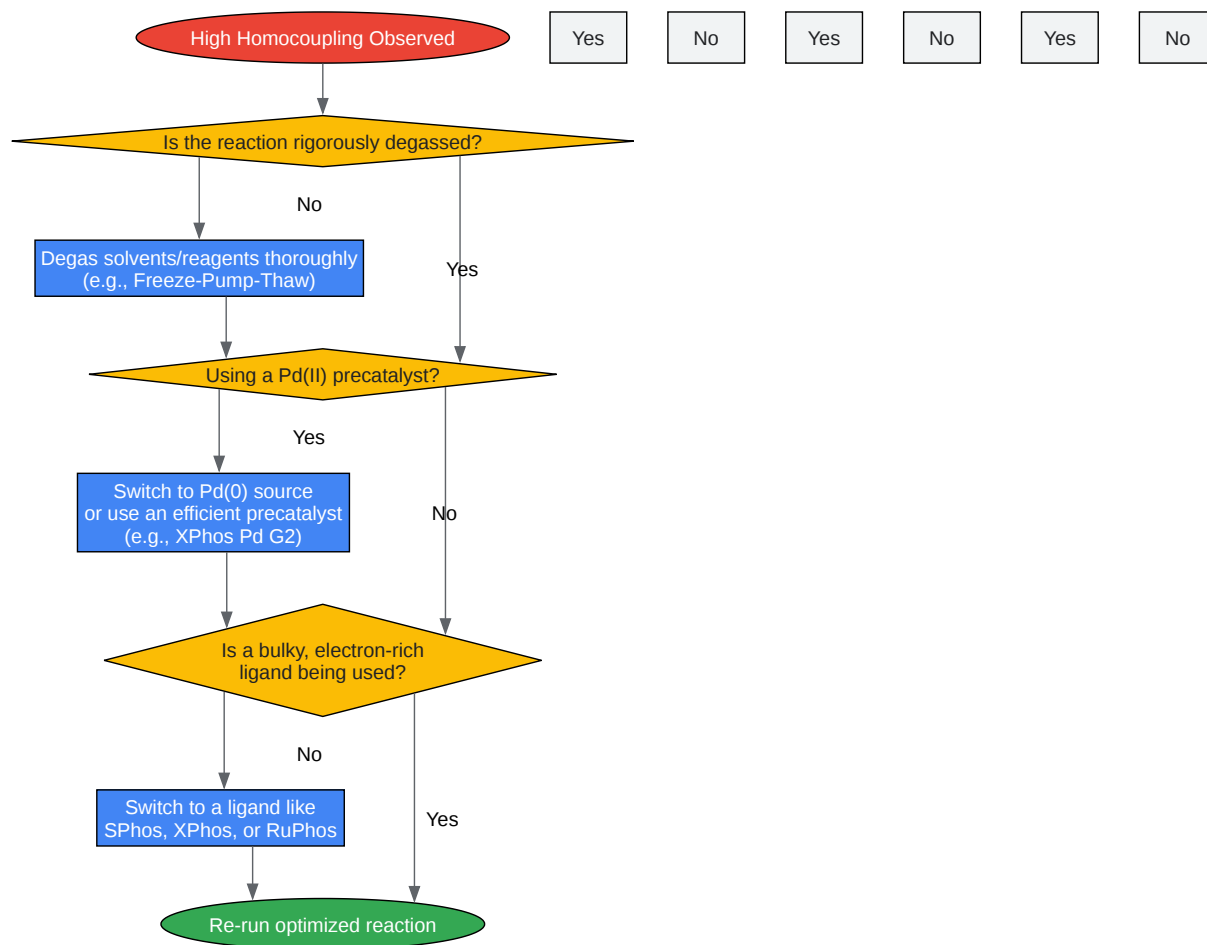 High Homocoupling Observed
Yes
No
Yes
No
Yes
No
Is the reaction rigorously degassed?
No
Degas solvents/reagents thoroughly
(e.g., Freeze-Pump-Thaw)
Yes
Using a Pd(II) precatalyst?
Yes
Switch to Pd(0) source
or use an efficient precatalyst
(e.g., XPhos Pd G2)
No
Is a bulky, electron-rich
ligand being used?
No
Switch to a ligand like
SPhos, XPhos, or RuPhos
Yes
Re-run optimized reaction